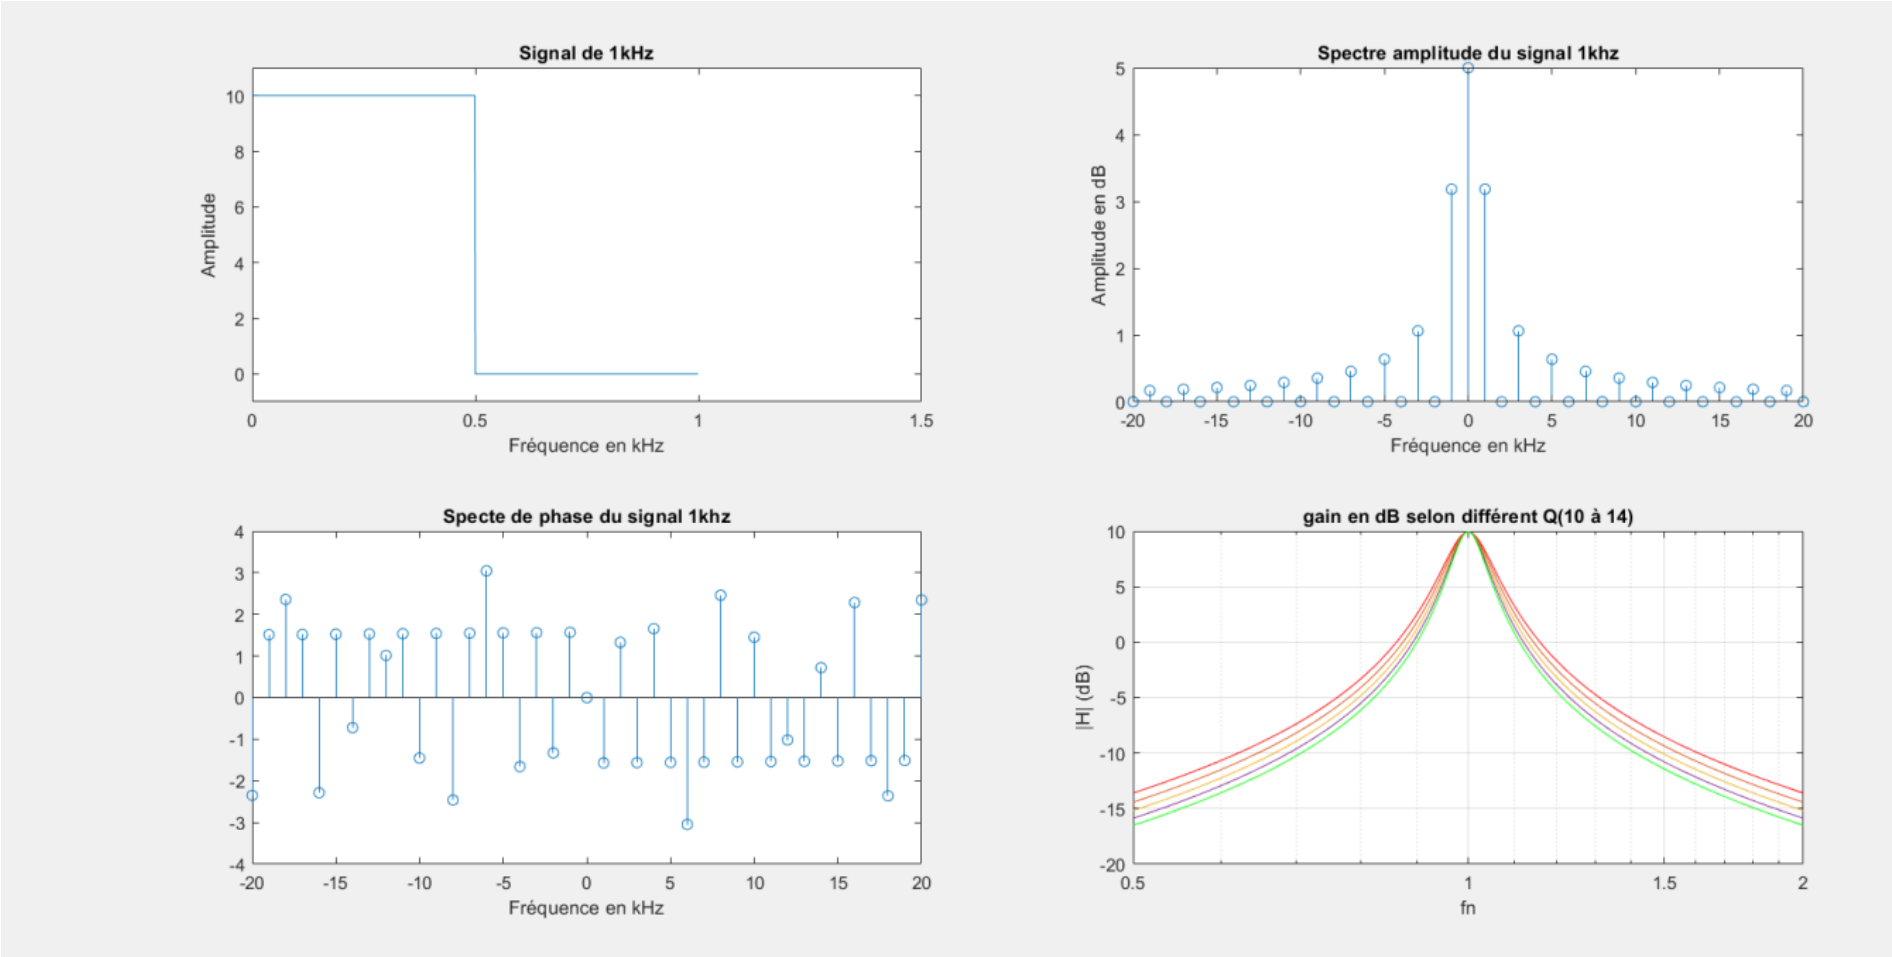 Signal de 1kHz
10
8
6
4
2
0
Amplitude
0 0.5 1 1.5
Fréquence en kHz
Spectre amplitude du signal 1khz
5
4
3
2
1
0
Amplitude en dB
-20 -15 -10 -5 0 5 10 15 20
Fréquence en kHz
Specte de phase du signal 1khz
4
3
2
1
0
-1
-2
-3
-4
-20 -15 -10 -5 0 5 10 15 20
Fréquence en kHz
gain en dB selon différent Q(10 à 14)
10
5
0
-5
-10
-15
-20
|H| (dB)
0.5 1 1.5 2
fn